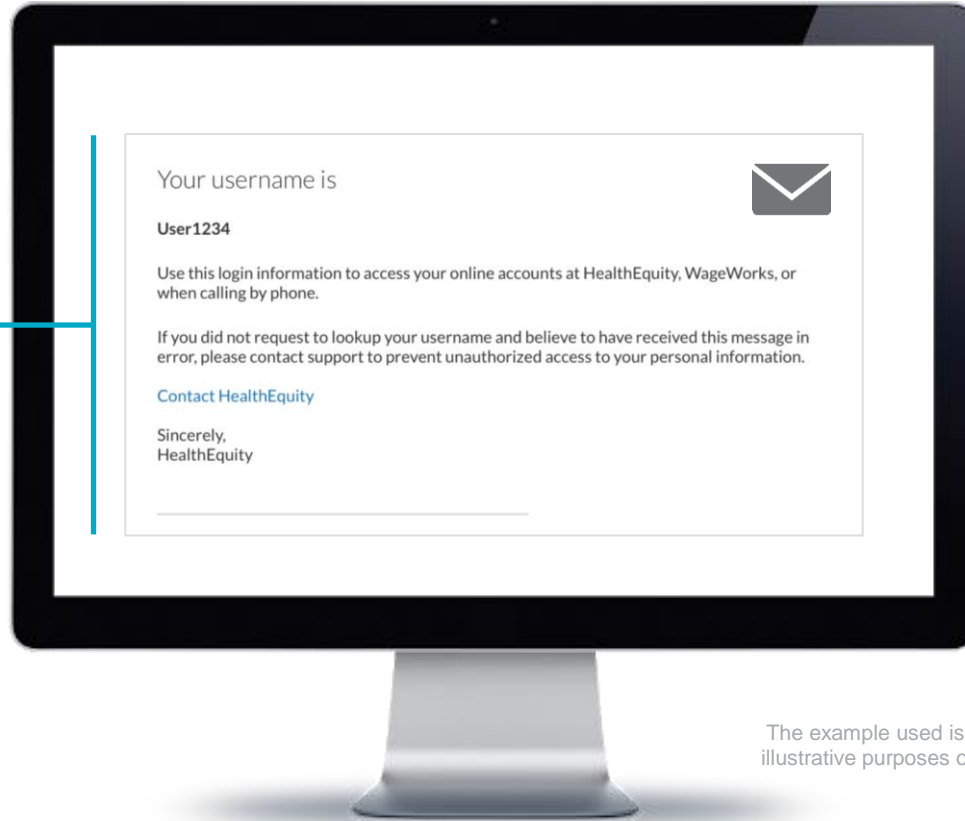 Your username is
User1234
Use this login information to access your online accounts at HealthEquity, WageWorks, or
when calling by phone.
If you did not request to lookup your username and believe to have received this message in
error, please contact support to prevent unauthorized access to your personal information.
Contact HealthEquity
Sincerely,
HealthEquity
The example used is
illustrative purposes